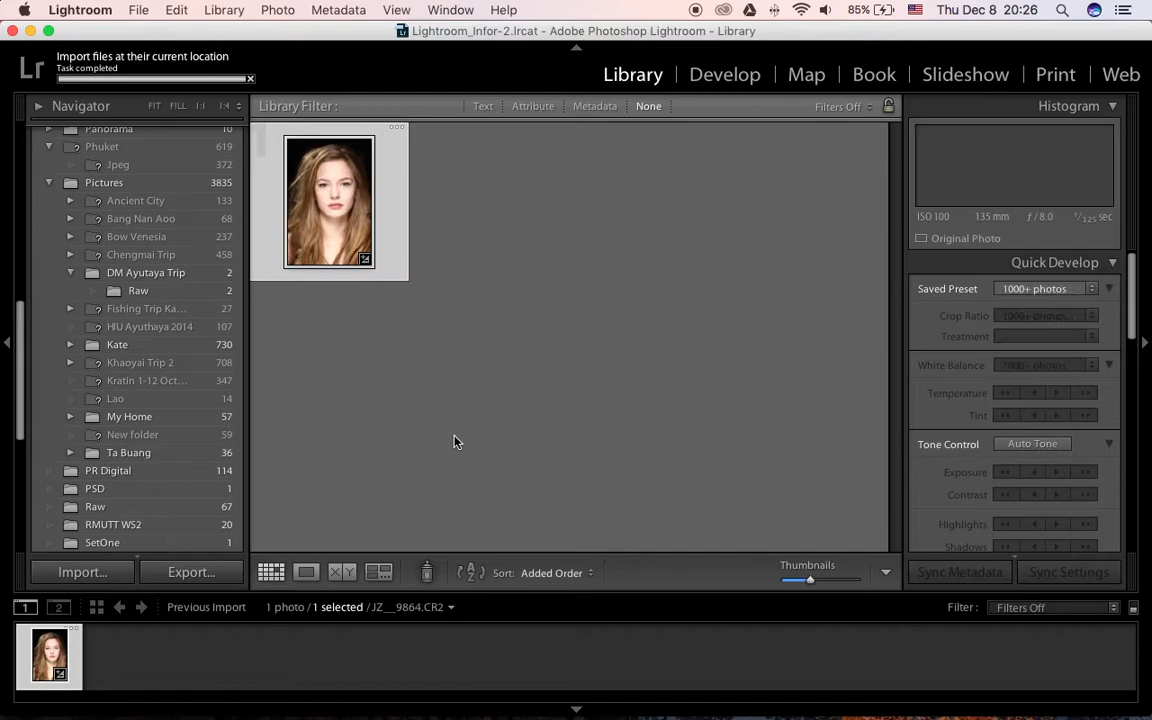 Lightroom File Edit Library Photo Metadata View Window Help 85% Thu Dec 8 20:26
Lightroom_Infor-2.lrcat - Adobe Photoshop Lightroom - Library
Lr
Import files at their current location
Task completed
Library | Develop | Map | Book | Slideshow | Print | Web
Navigator FIT FILL 1:1 1:4
Library Filter : Text Attribute Metadata None Filters Off
Histogram
Panorama 10
Phuket 619
Jpeg 372
Pictures 3835
Ancient City 133
Bang Nan Aoo 68
Bow Venesia 237
Chengmai Trip 458
DM Ayutaya Trip 2
Raw 2
Fishing Trip Ka... 27
HIU Ayuthaya 2014 107
Kate 730
Khaoyai Trip 2 708
Kratin 1-12 Oct... 347
Lao 14
My Home 57
New folder 59
Ta Buang 36
PR Digital 114
PSD 1
Raw 67
RMUTT WS2 20
SetOne 1
1
ISO 100 135 mm f / 8.0 1/125 sec
Original Photo
Quick Develop
Saved Preset 1000+ photos
Crop Ratio
Treatment
White Balance
Temperature
Tint
Tone Control Auto Tone
Exposure
Contrast
Highlights
Shadows
Import... Export...
XY Sort: Added Order Thumbnails
Sync Metadata Sync Settings
1 2 Previous Import 1 photo / 1 selected / JZ__9864.CR2 Filter : Filters Off